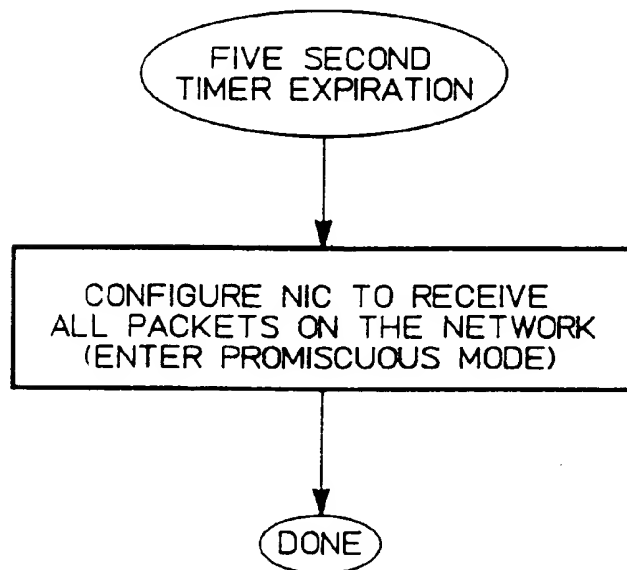 FIVE SECOND
TIMER EXPIRATION
CONFIGURE NIC TO RECEIVE
ALL PACKETS ON THE NETWORK
(ENTER PROMISCUOUS MODE)
DONE